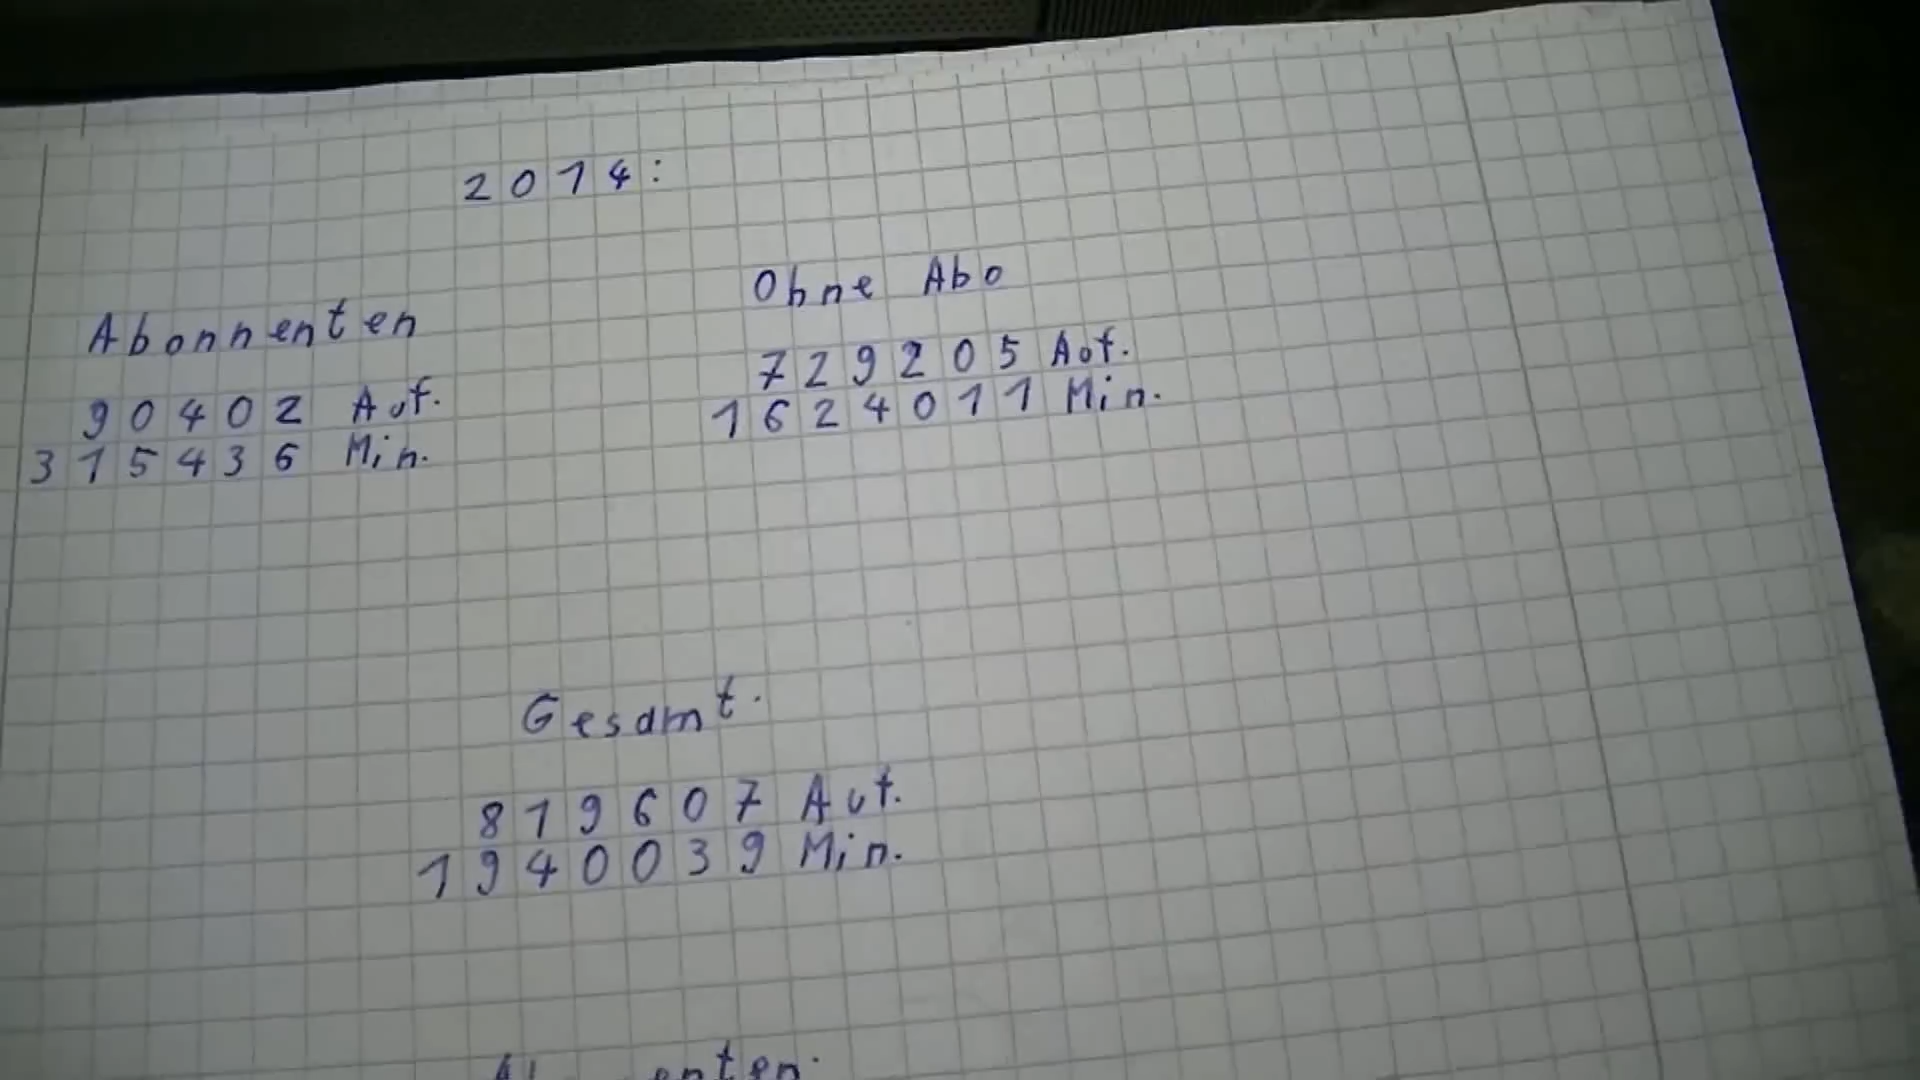 2014:
Abonnenten
90402 Auf.
315436 Min.
Ohne Abo
729205 Auf.
1624011 Min.
Gesamt.
819607 Auf.
1940039 Min.